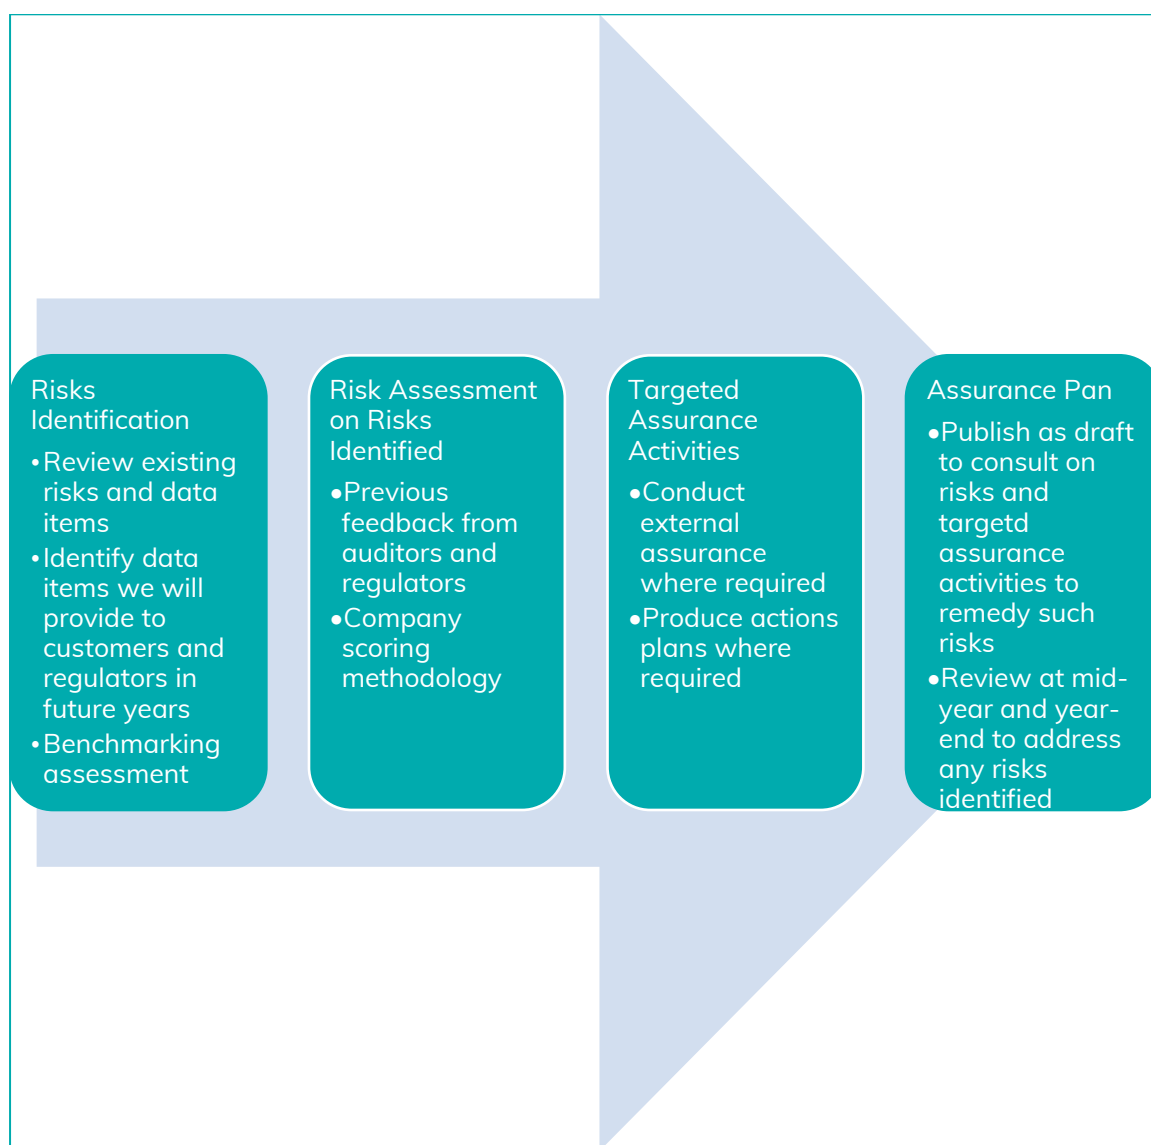 Risks
Identification
• Review existing
risks and data
items
• Identify data
items we will
provide to
customers and
regulators in
future years
• Benchmarking
assessment
Risk Assessment
on Risks
Identified
•Previous
feedback from
auditors and
regulators
•Company
scoring
methodology
Targeted
Assurance
Activities
•Conduct
external
assurance
where required
•Produce actions
plans where
required
Assurance Pan
•Publish as draft
to consult on
risks and
targetd
assurance
activities to
remedy such
risks
•Review at mid-
year and year-
end to address
any risks
identified